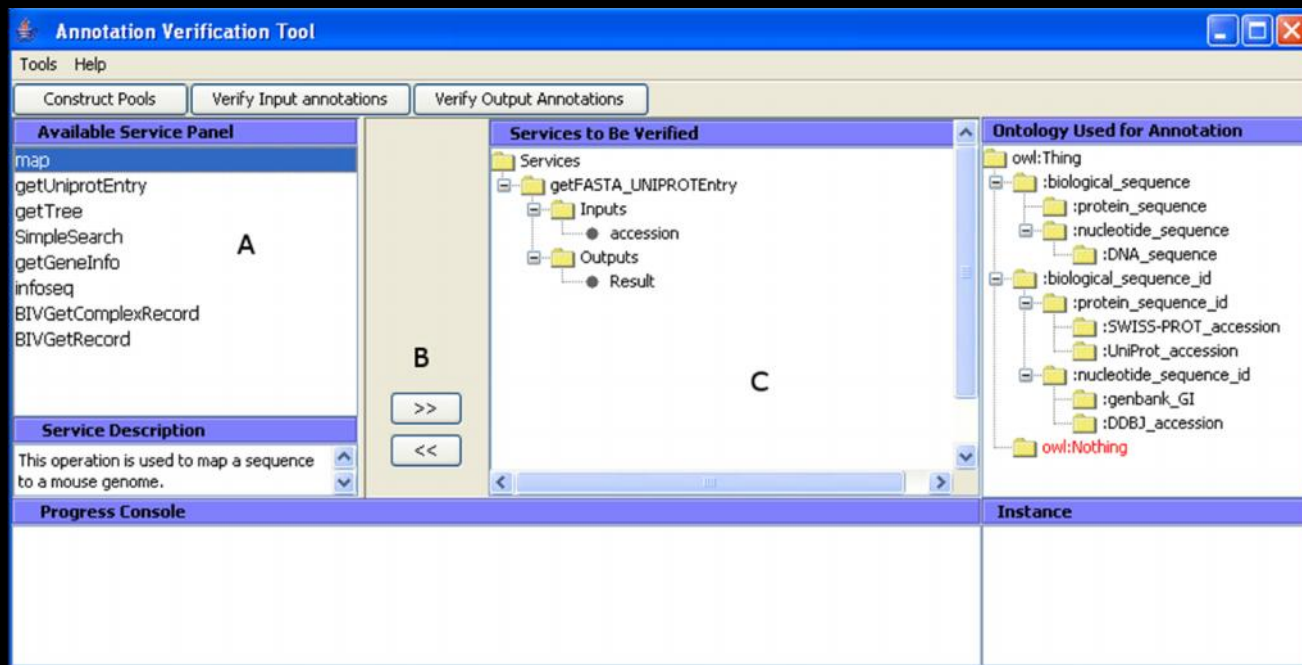 Annotation Verification Tool
Tools Help
Construct Pools
Verify Input annotations
Verify Output Annotations
Available Service Panel
map
getUniprotEntry
getTree
SimpleSearch
getGeneInfo
infoseq
BIVGetComplexRecord
BIVGetRecord
A
Service Description
This operation is used to map a sequence
to a mouse genome.
B
>>
<<
Services to Be Verified
Services
getFASTA_UNIPROTEntry
Inputs
accession
Outputs
Result
C
Ontology Used for Annotation
owl:Thing
:biological_sequence
:protein_sequence
:nucleotide_sequence
:DNA_sequence
:biological_sequence_id
:protein_sequence_id
:SWISS-PROT_accession
:UniProt_accession
:nucleotide_sequence_id
:genbank_GI
:DDBJ_accession
owl:Nothing
Progress Console
Instance